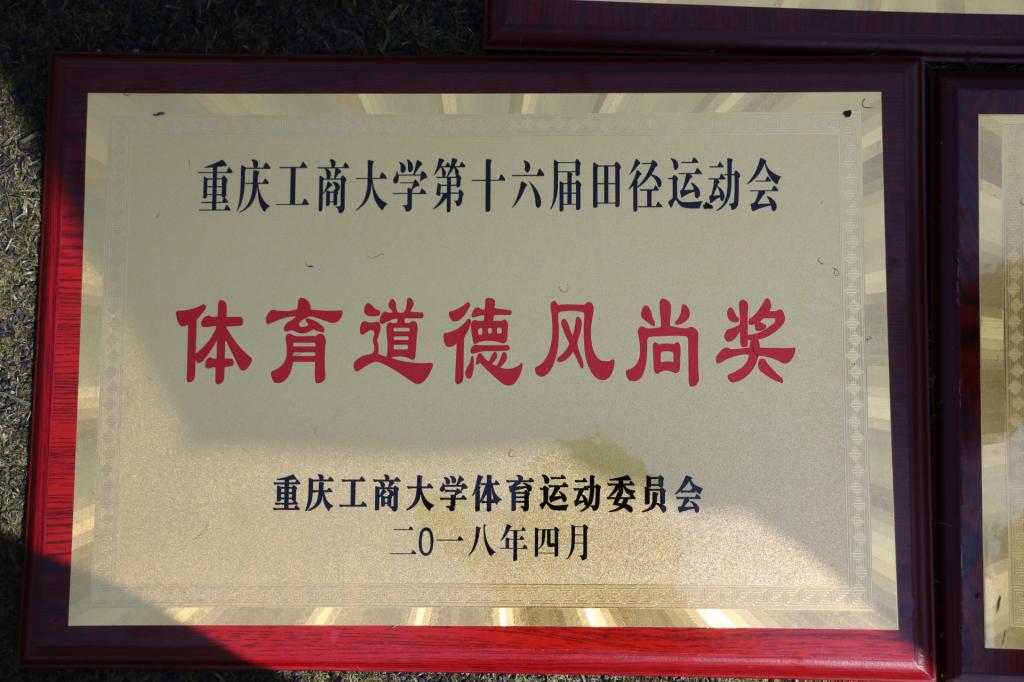 重庆工商大学第十六届田径运动会
体育道德风尚奖
重庆工商大学体育运动委员会
二0一八年四月